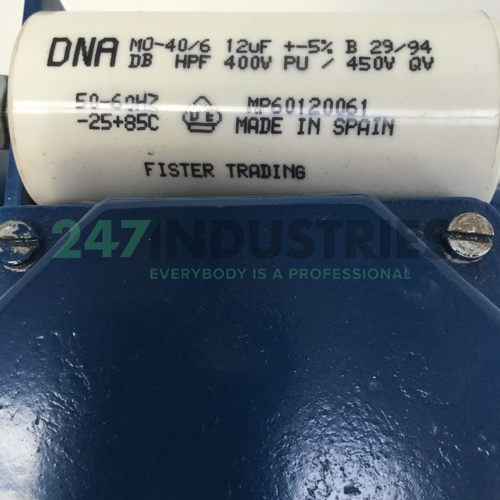 DNA MO-40/6 12uF +-5% B 29/94
DB HPF 400V PU / 450V QV
50-60HZ MP60120061
-25+85C DE MADE IN SPAIN
FISTER TRADING
247INDUSTRIES
EVERYBODY IS A PROFESSIONAL